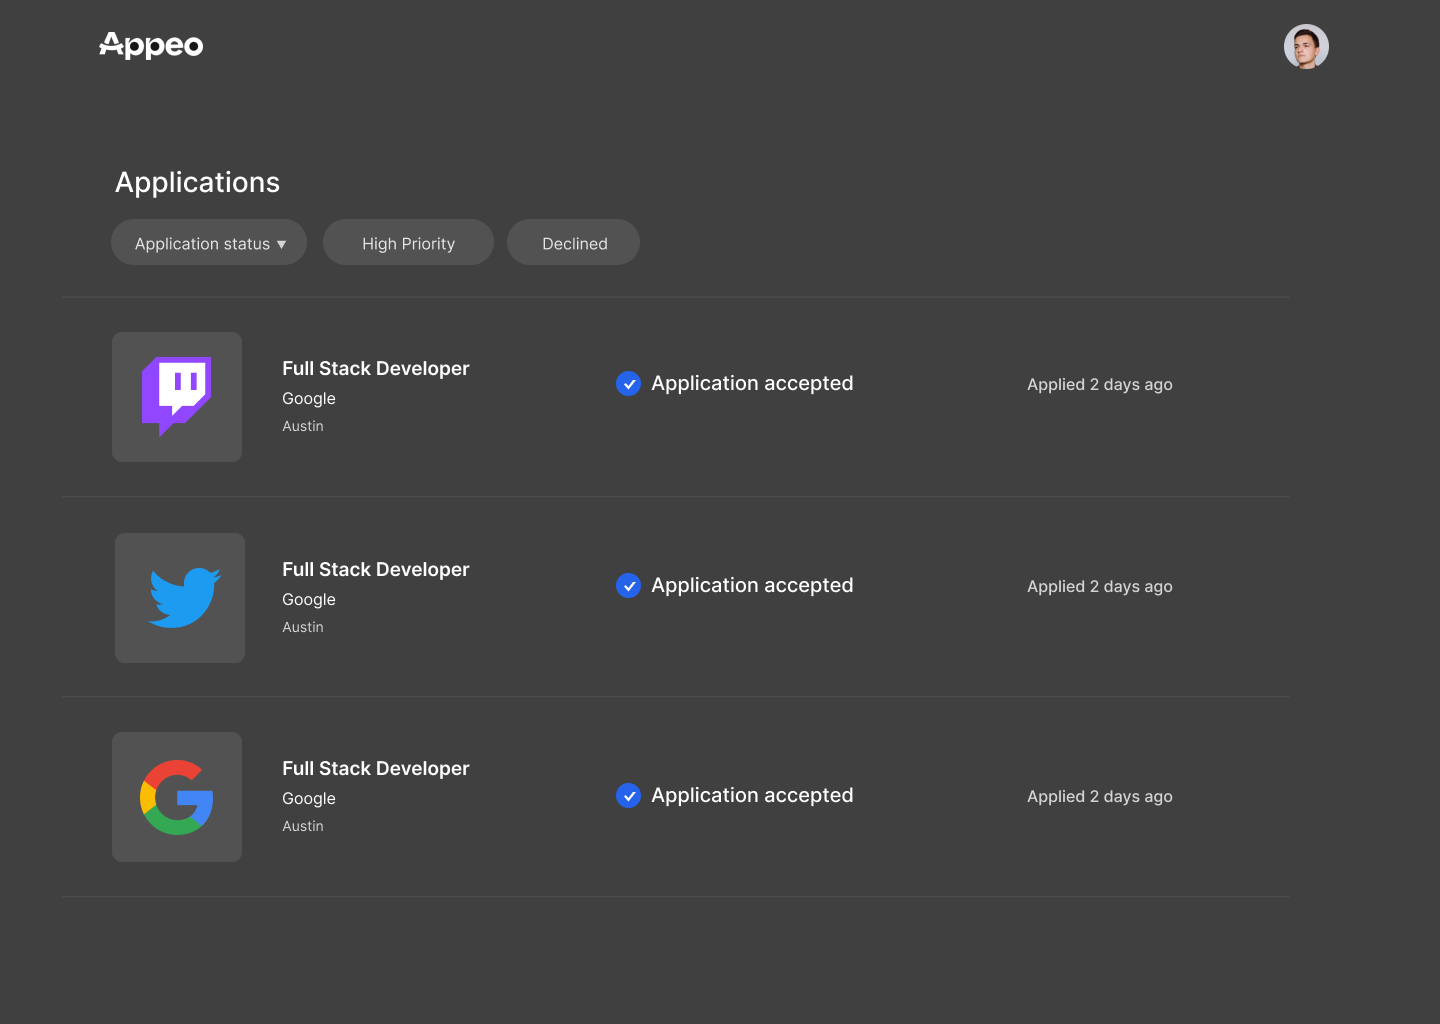 Appeo
Applications
Application status ▼
High Priority
Declined
Full Stack Developer
Google
Austin
Application accepted
Applied 2 days ago
Full Stack Developer
Google
Austin
Application accepted
Applied 2 days ago
Full Stack Developer
Google
Austin
Application accepted
Applied 2 days ago